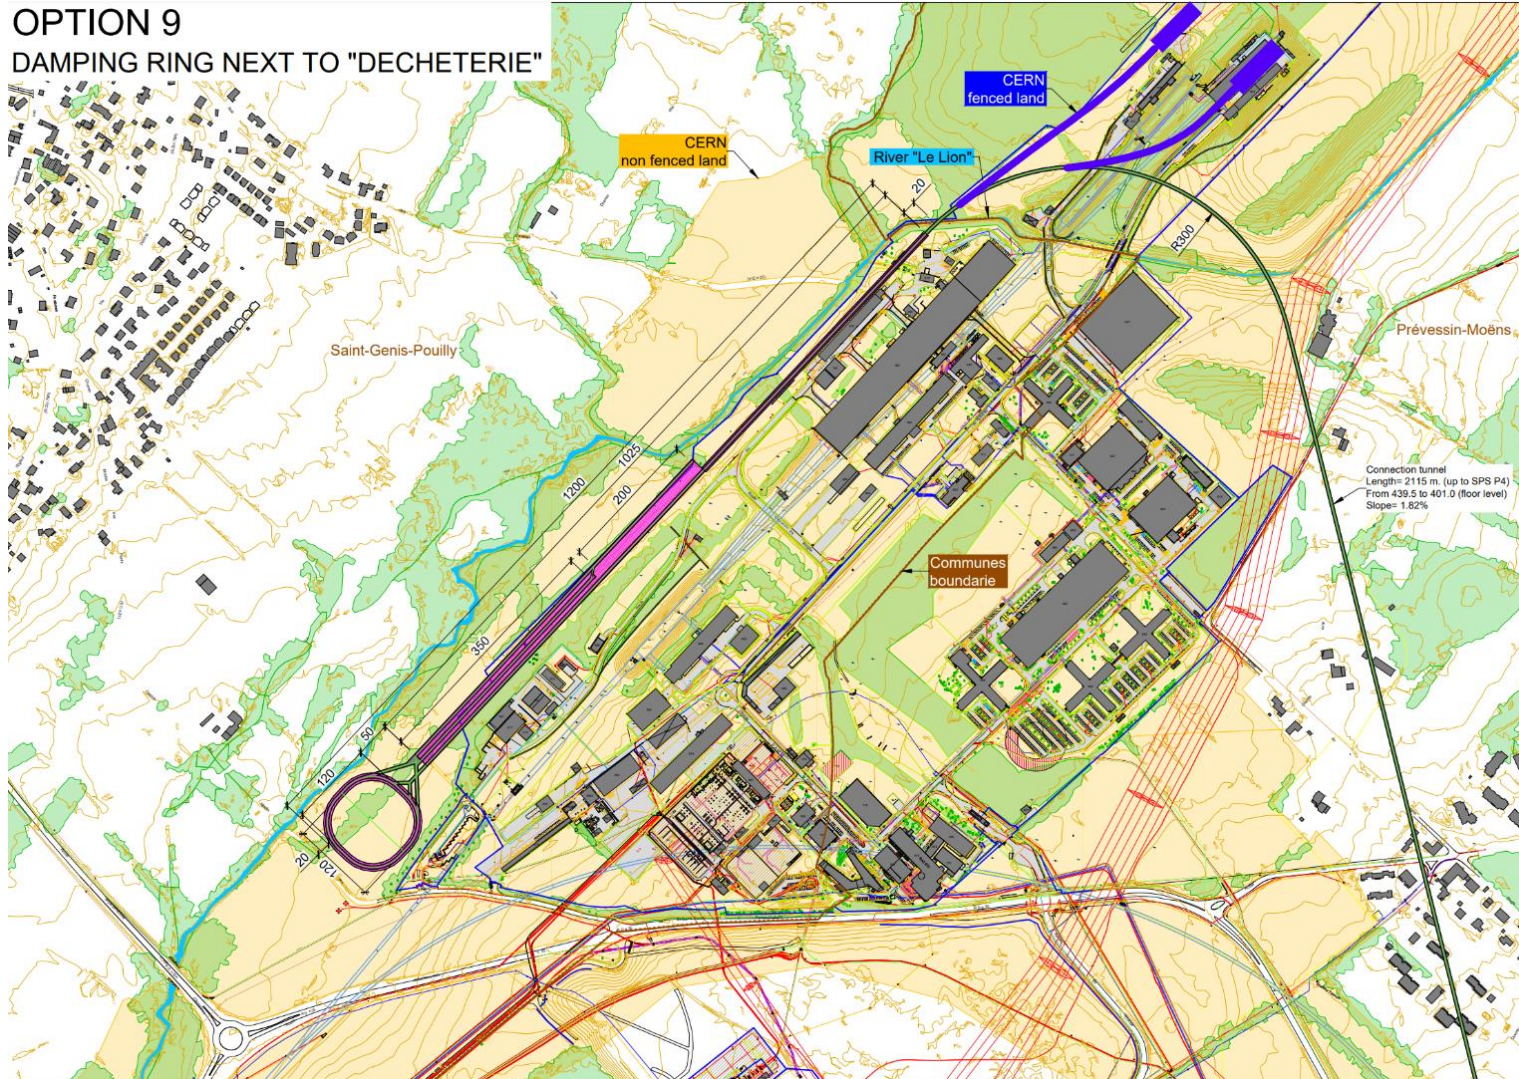 OPTION 9
DAMPING RING NEXT TO "DECHETERIE"
CERN
fenced land
CERN
non fenced land
River "Le Lion"
20
R300
Saint-Genis-Pouilly
Prévessin-Moëns
1025
1200
200
Connection tunnel
Length= 2115 m. (up to SPS P4)
From 439.5 to 401.0 (floor level)
Slope= 1.82%
Communes
boundarie
350
50
120
20
120